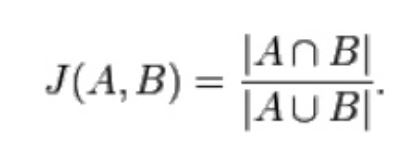 J(A, B) = |A ∩ B| / |A ∪ B|.